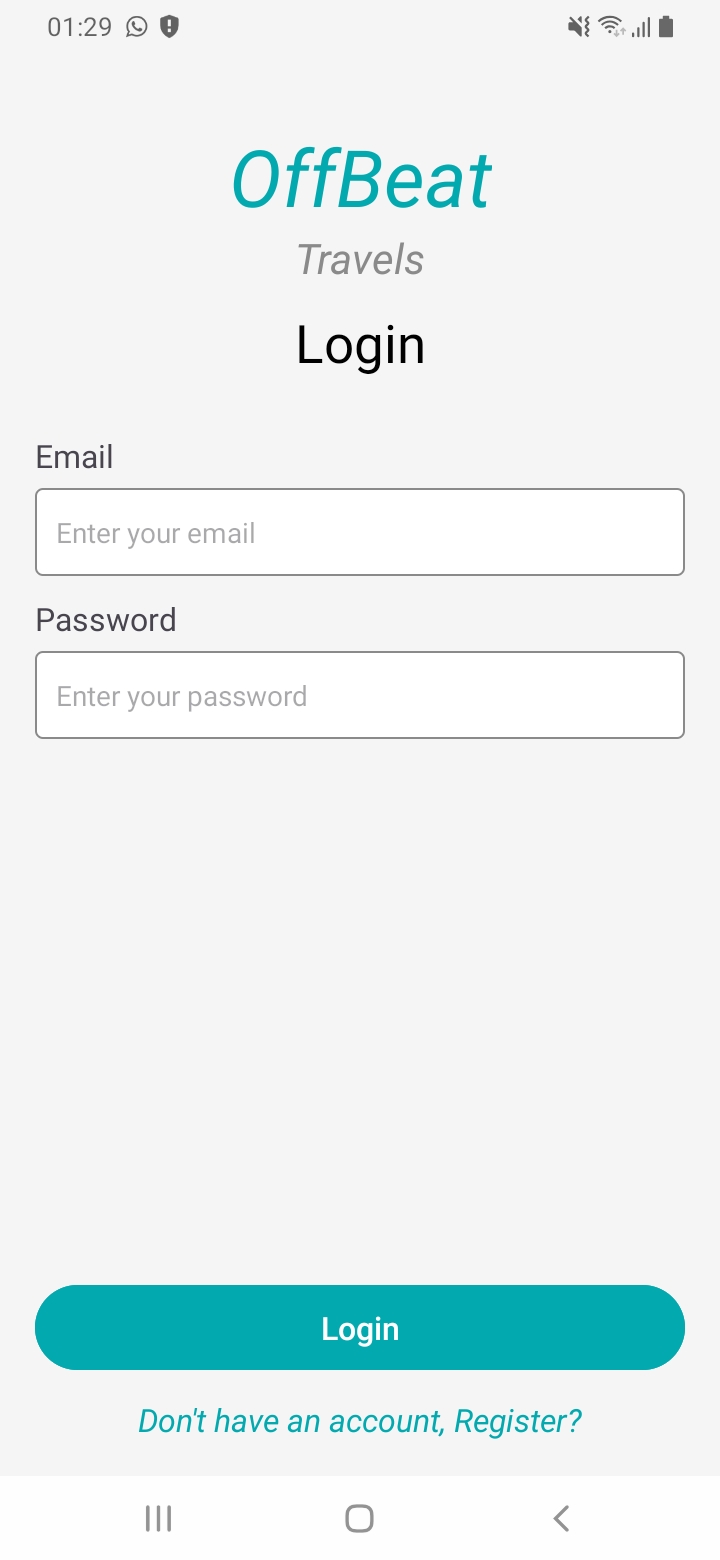 01:29
OffBeat
Travels
Login
Email
Enter your email
Password
Enter your password
Login
Don't have an account, Register?